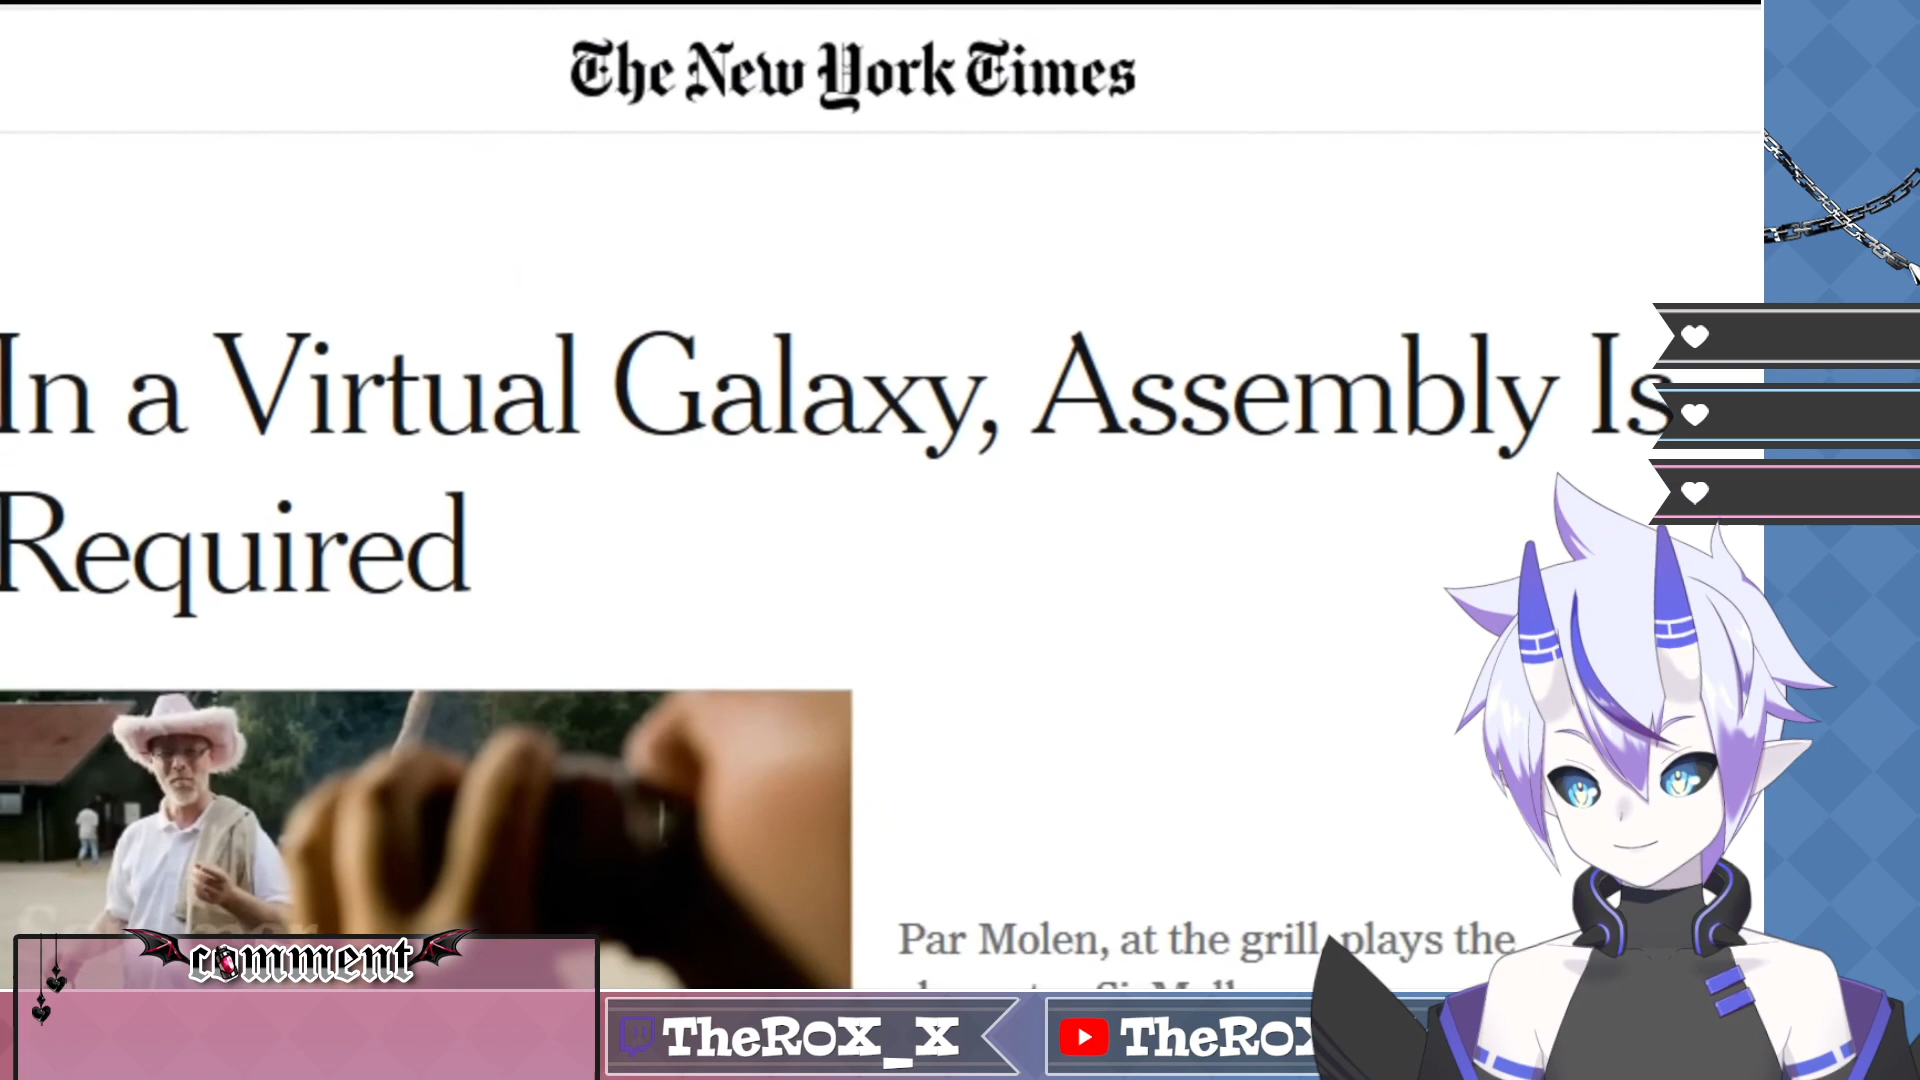 The New York Times
In a Virtual Galaxy, Assembly Is
Required
Par Molen, at the grill, plays the
comment
TheROX_X
TheROX